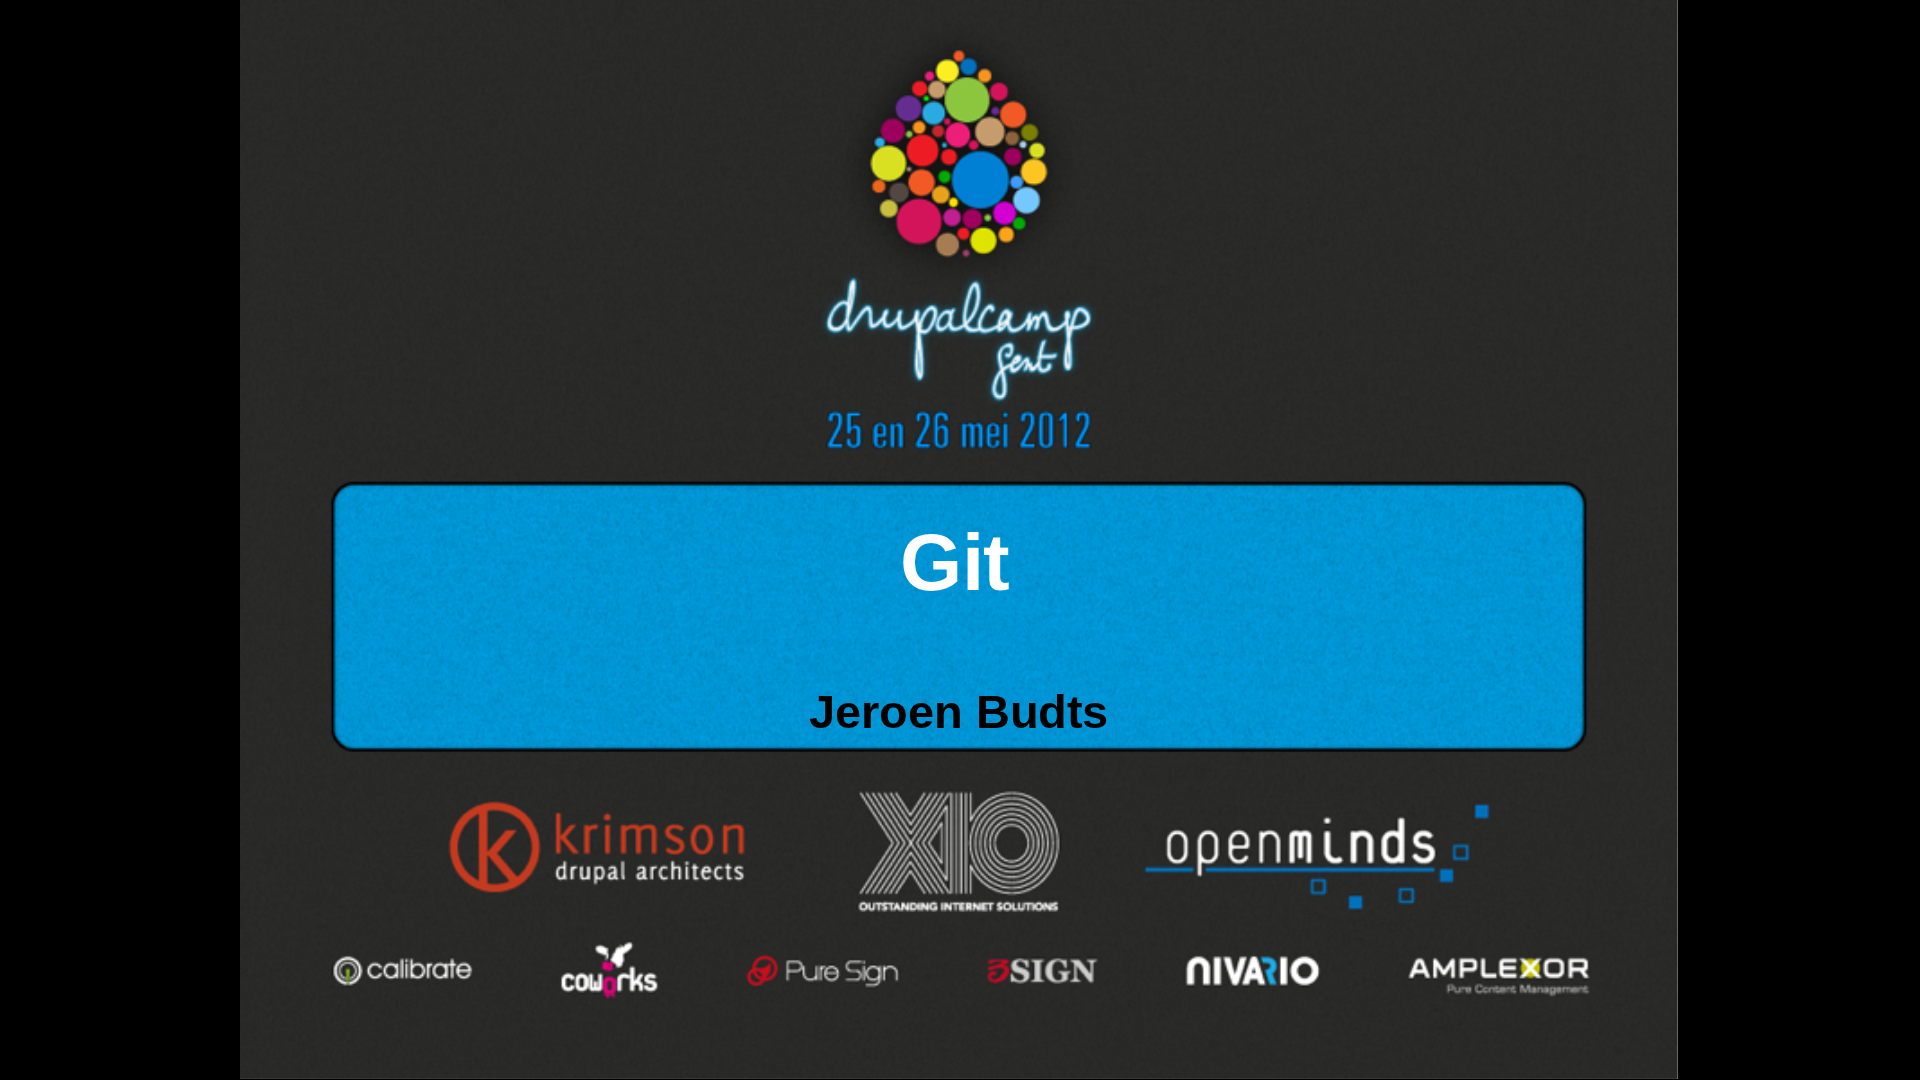 drupalcamp
gent
25 en 26 mei 2012
Git
Jeroen Budts
krimson
drupal architects
XIO
OUTSTANDING INTERNET SOLUTIONS
openminds
calibrate
coworks
Pure Sign
3SIGN
NIVARIO
AMPLEXOR
Pure Content Management